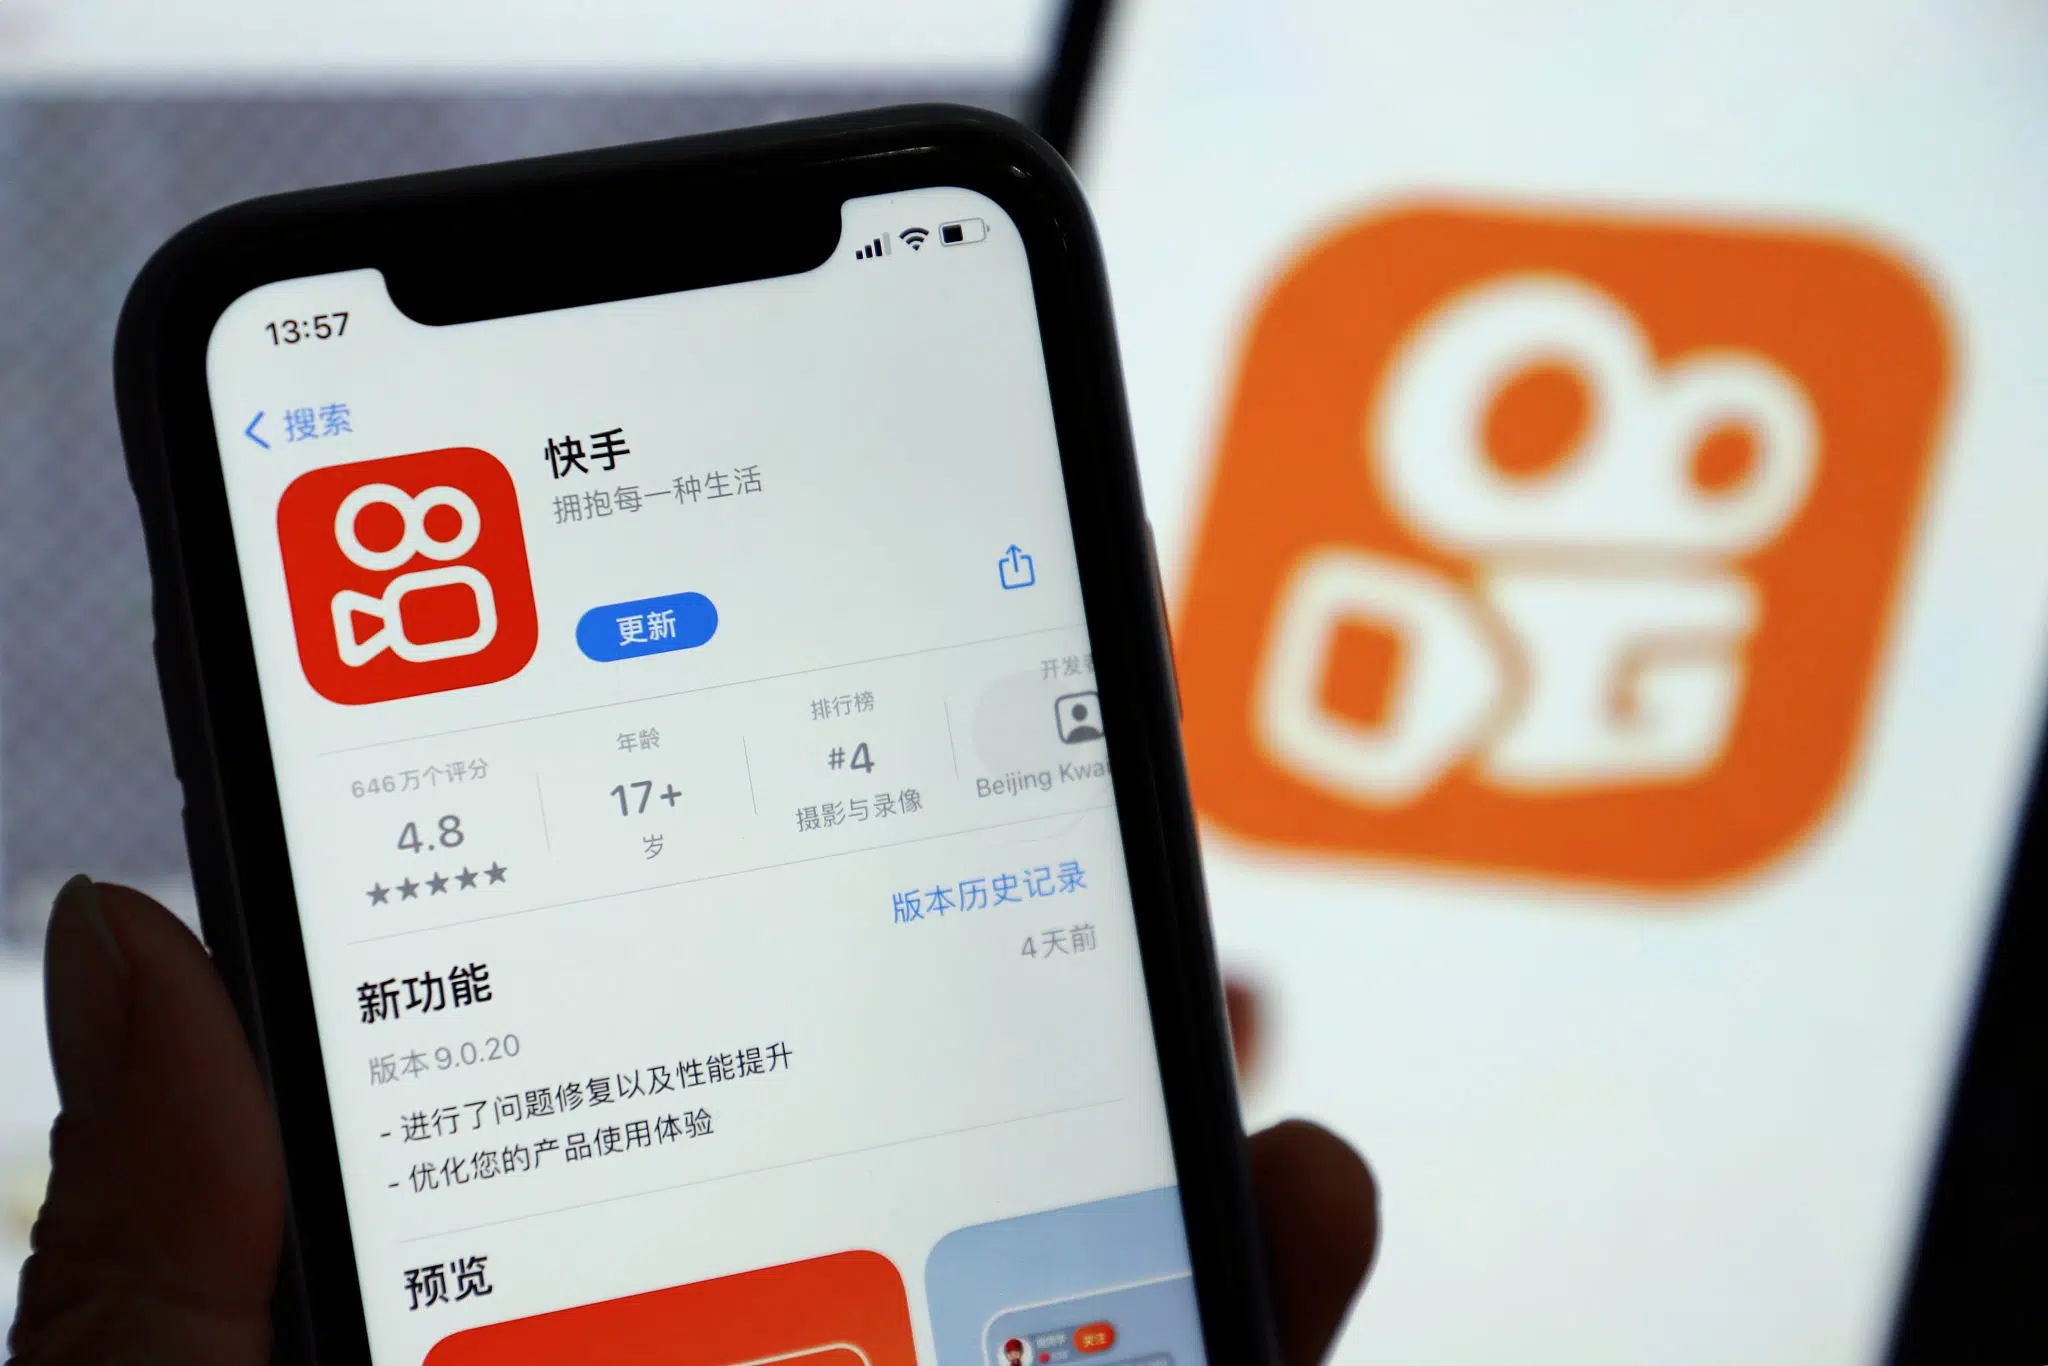 13:57
搜索
快手
拥抱每一种生活
更新
646万个评分
4.8
年龄
17+
岁
排行榜
#4
摄影与录像
开发
Beijing
新功能
版本历史记录
版本 9.0.20
4天前
- 进行了问题修复以及性能提升
- 优化您的产品使用体验
预览
关注
G